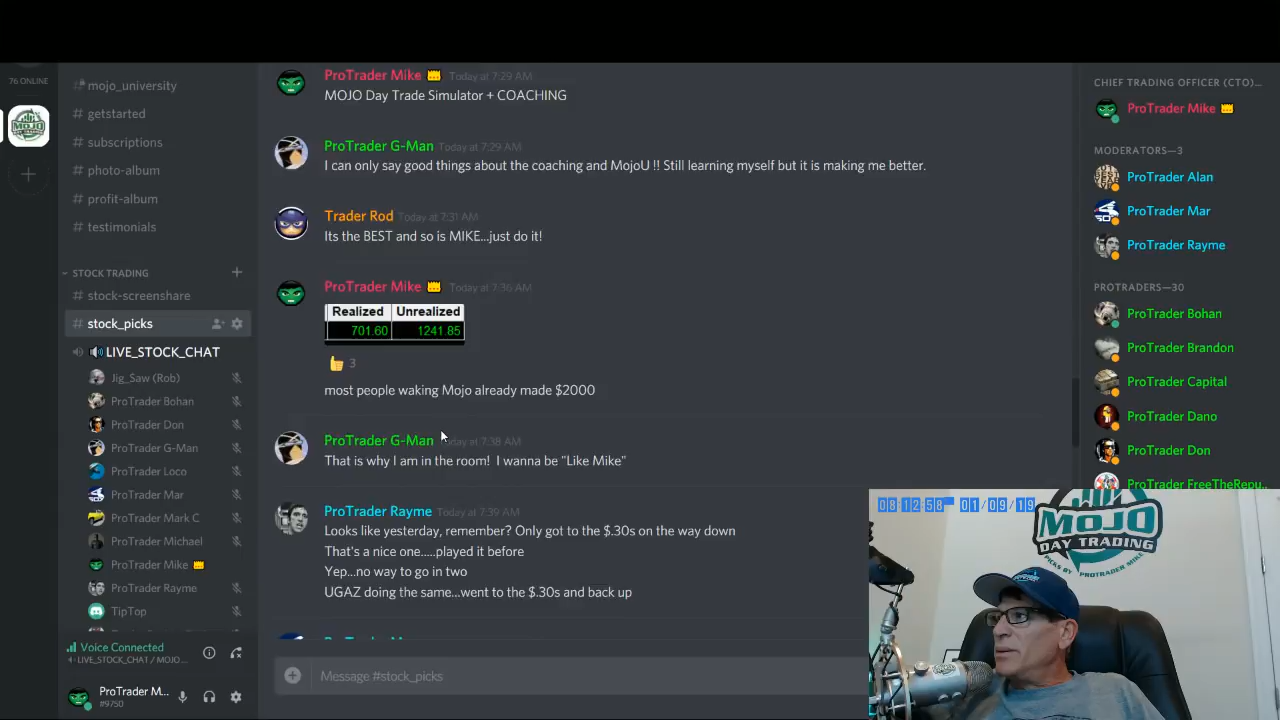 76 ONLINE
mojo_university
# getstarted
# subscriptions
# photo-album
# profit-album
# testimonials
STOCK TRADING
# stock-screenshare
# stock_picks
LIVE_STOCK_CHAT
Jig_Saw (Rob)
ProTrader Bohan
ProTrader Don
ProTrader G-Man
ProTrader Loco
ProTrader Mar
ProTrader Mark C
ProTrader Michael
ProTrader Mike
ProTrader Rayme
TipTop
Voice Connected
LIVE_STOCK_CHAT / MOJO...
ProTrader M...
#9750
ProTrader Mike Today at 7:29 AM
MOJO Day Trade Simulator + COACHING
ProTrader G-Man Today at 7:29 AM
I can only say good things about the coaching and MojoU !! Still learning myself but it is making me better.
Trader Rod Today at 7:31 AM
Its the BEST and so is MIKE...just do it!
ProTrader Mike Today at 7:36 AM
Realized Unrealized
701.60 1241.85
3
most people waking Mojo already made $2000
ProTrader G-Man Today at 7:38 AM
That is why I am in the room! I wanna be "Like Mike"
ProTrader Rayme Today at 7:39 AM
Looks like yesterday, remember? Only got to the $.30s on the way down
That's a nice one.....played it before
Yep...no way to go in two
UGAZ doing the same...went to the $.30s and back up
Message #stock_picks
CHIEF TRADING OFFICER (CTO)...
ProTrader Mike
MODERATORS—3
ProTrader Alan
ProTrader Mar
ProTrader Rayme
PROTRADERS—30
ProTrader Bohan
ProTrader Brandon
ProTrader Capital
ProTrader Dano
ProTrader Don
ProTrader FreeTheRepu..
08:12:58 01/09/19
MOJO
DAY TRADING
PICKS BY PROTRADER MIKE